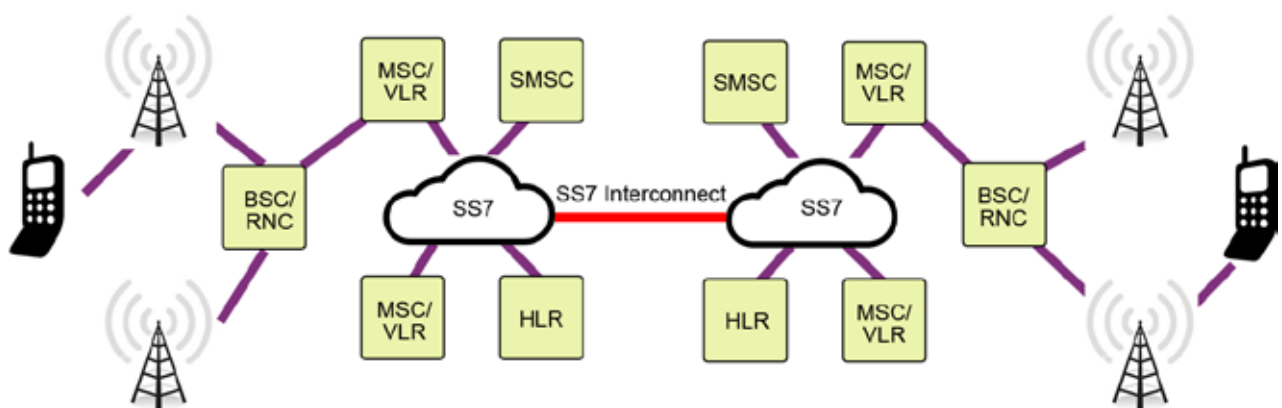 MSC/
VLR
SMSC
SMSC
MSC/
VLR
BSC/
RNC
SS7
SS7 Interconnect
SS7
BSC/
RNC
MSC/
VLR
HLR
HLR
MSC/
VLR